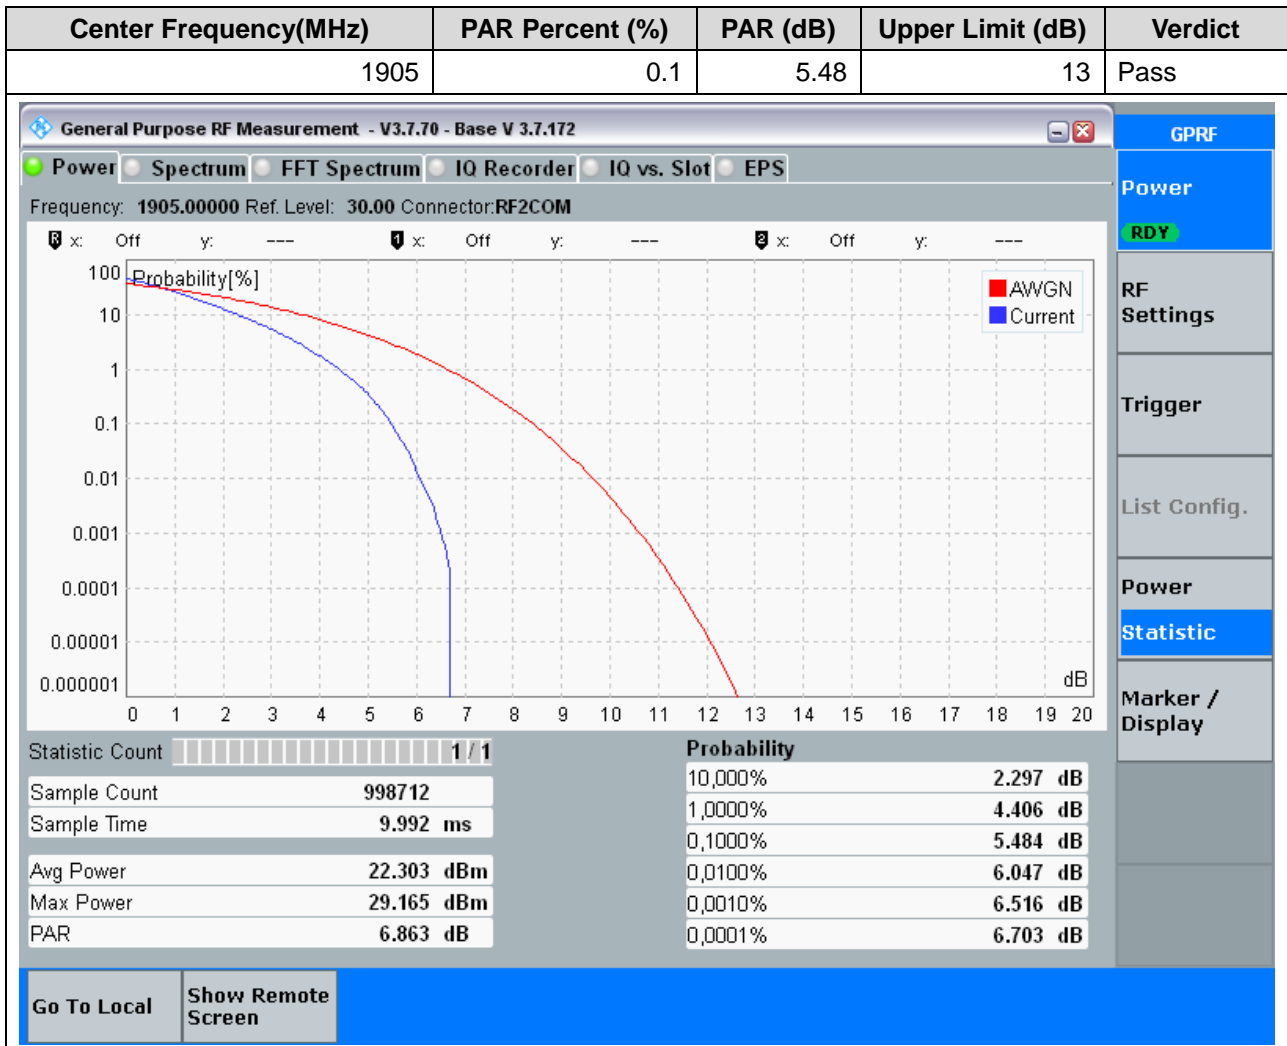 Center Frequency(MHz) PAR Percent (%) PAR (dB) Upper Limit (dB) Verdict
1905 0.1 5.48 13 Pass
General Purpose RF Measurement - V3.7.70 - Base V 3.7.172
GPRF
Power Spectrum FFT Spectrum IQ Recorder IQ vs. Slot EPS
Frequency: 1905.00000 Ref. Level: 30.00 Connector:RF2COM
Power
RDY
R x: Off y: --- 1 x: Off y: --- 2 x: Off y: ---
Probability[%]
100
10
1
0.1
0.01
0.001
0.0001
0.00001
0.000001
AWGN
Current
dB
0 1 2 3 4 5 6 7 8 9 10 11 12 13 14 15 16 17 18 19 20
RF
Settings
Trigger
List Config.
Power
Statistic
Marker /
Display
Statistic Count 1 / 1
Sample Count 998712
Sample Time 9.992 ms
Avg Power 22.303 dBm
Max Power 29.165 dBm
PAR 6.863 dB
Probability
10,000% 2.297 dB
1,0000% 4.406 dB
0,1000% 5.484 dB
0,0100% 6.047 dB
0,0010% 6.516 dB
0,0001% 6.703 dB
Go To Local
Show Remote
Screen